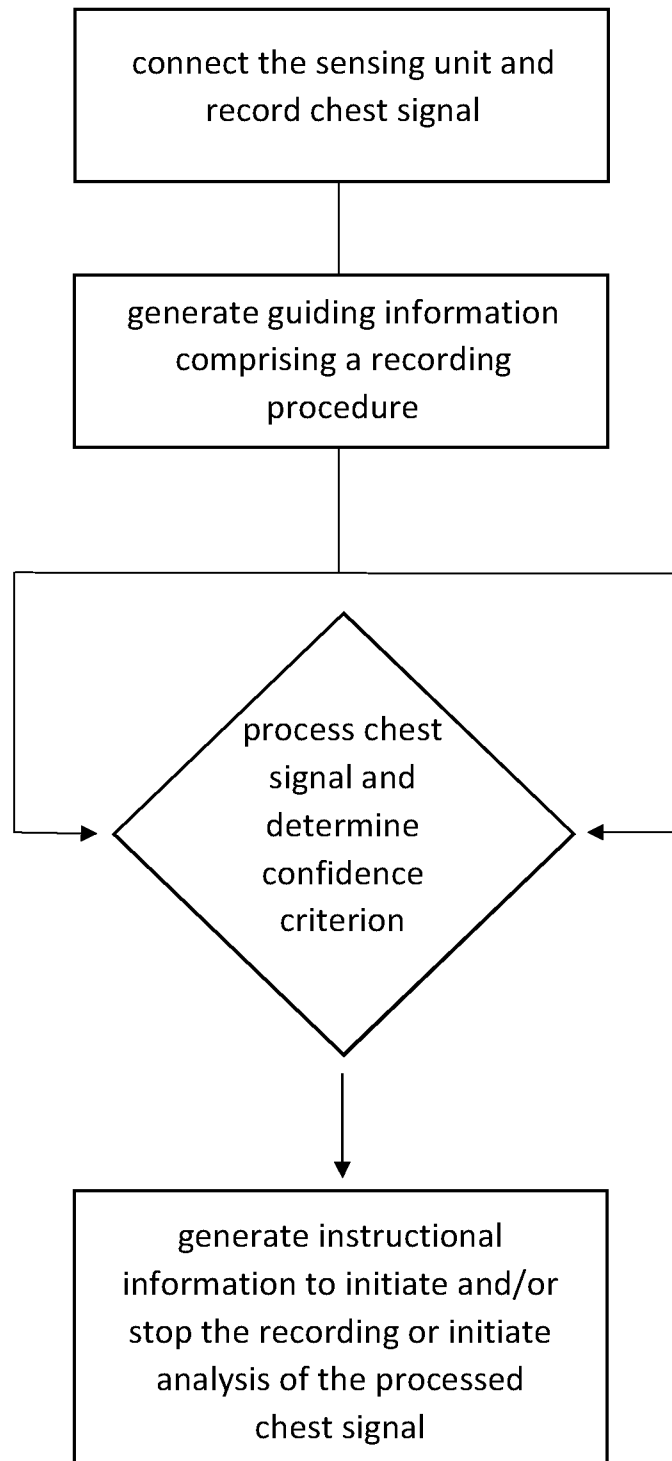 connect the sensing unit and
record chest signal
generate guiding information
comprising a recording
procedure
process chest
signal and
determine
confidence
criterion
generate instructional
information to initiate and/or
stop the recording or initiate
analysis of the processed
chest signal